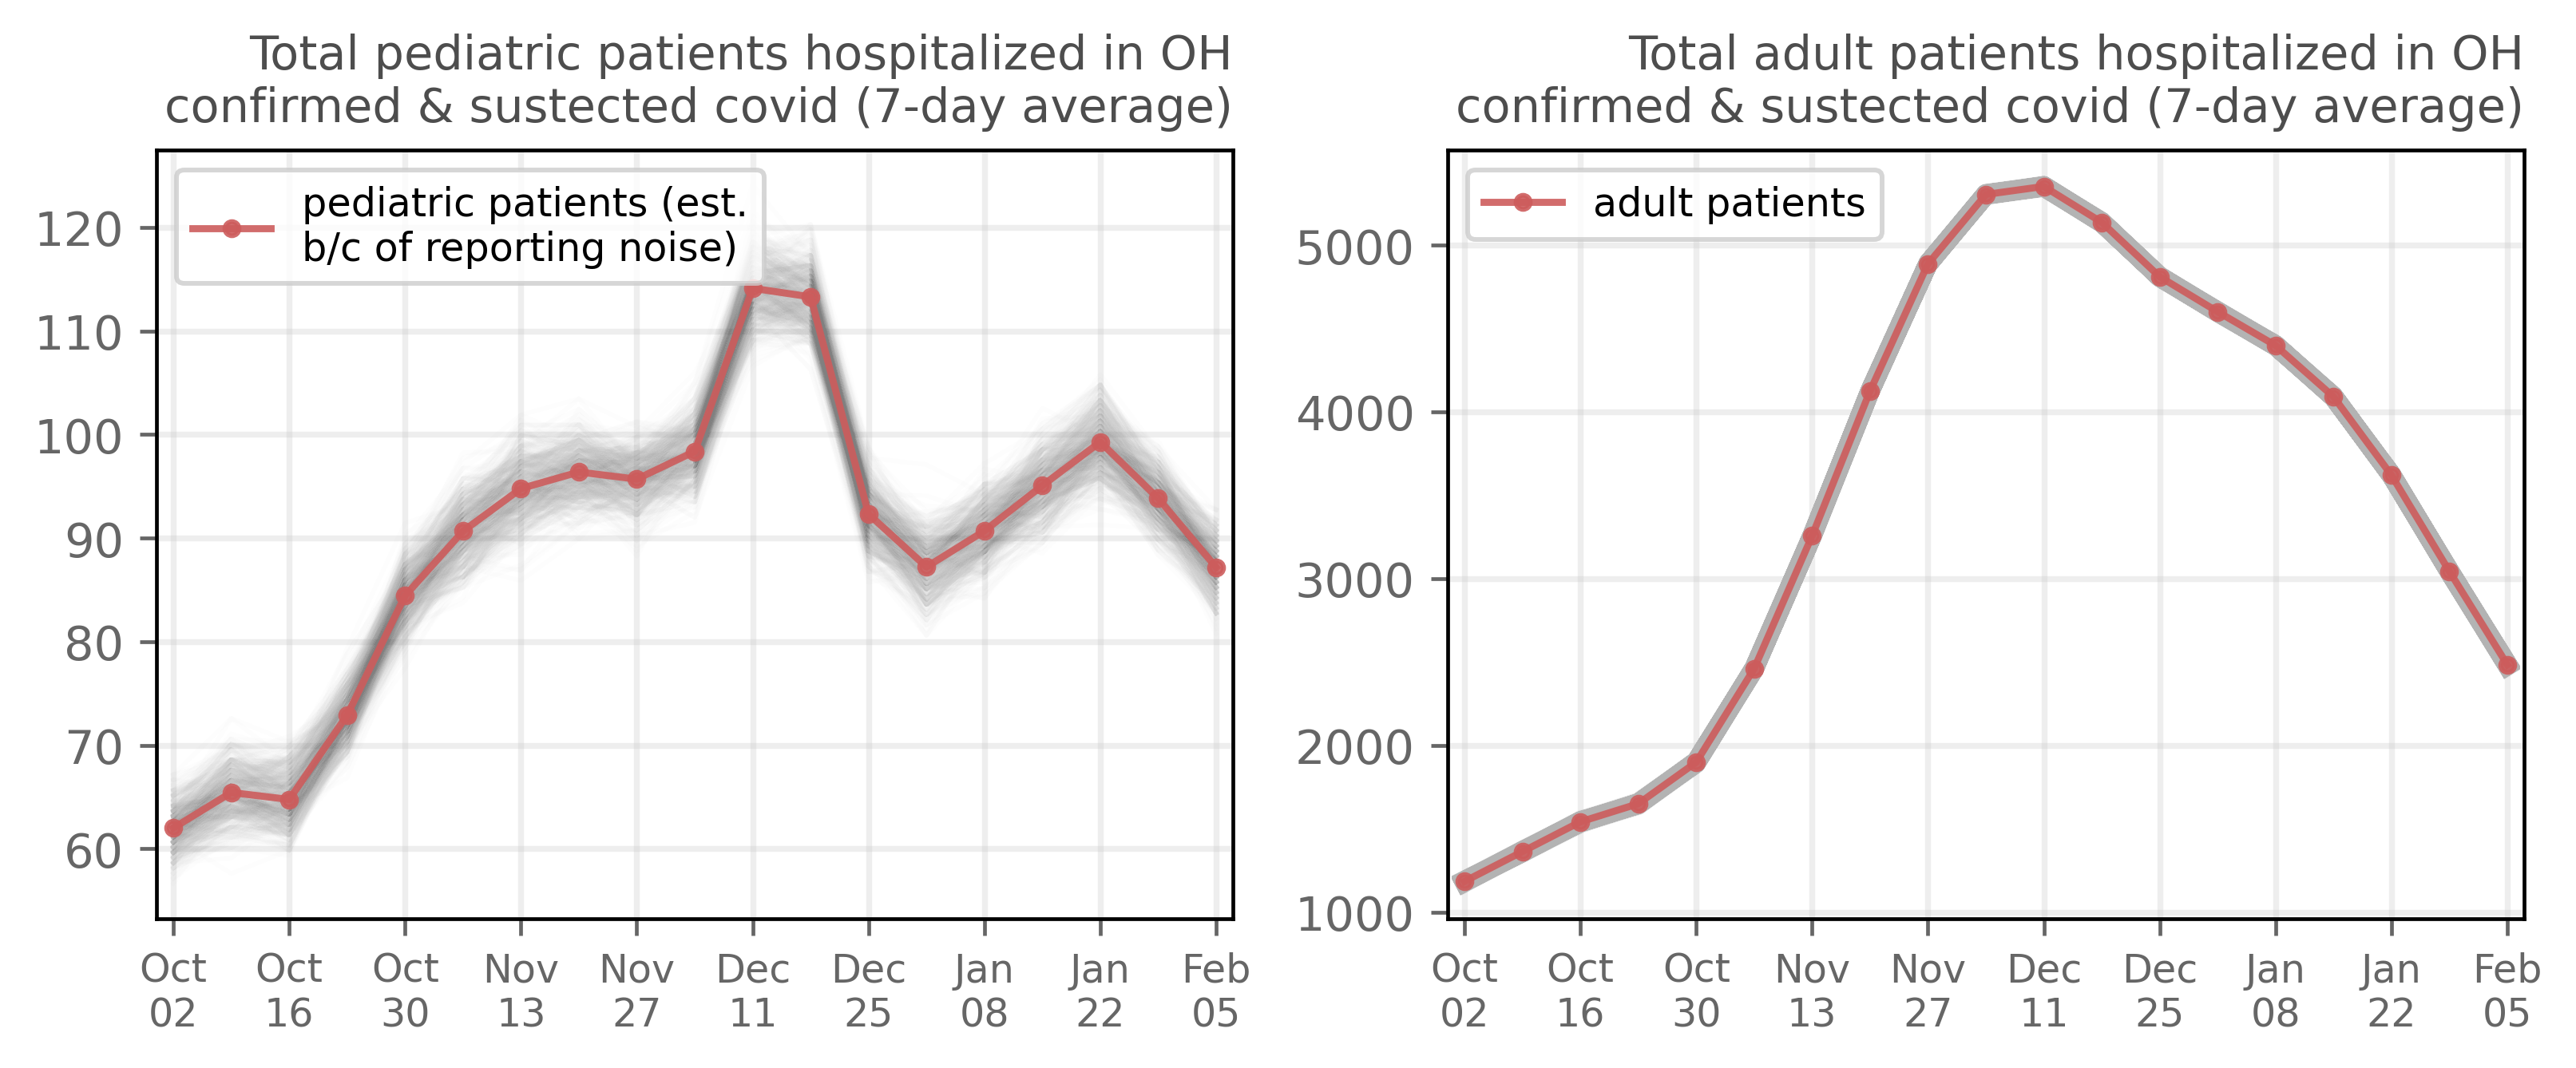 Total pediatric patients hospitalized in OH
confirmed & sustected covid (7-day average)
pediatric patients (est.
b/c of reporting noise)
120
110
100
90
80
70
60
Oct Oct Oct Nov Nov Dec Dec Jan Jan Feb
02 16 30 13 27 11 25 08 22 05
Total adult patients hospitalized in OH
confirmed & sustected covid (7-day average)
adult patients
5000
4000
3000
2000
1000
Oct Oct Oct Nov Nov Dec Dec Jan Jan Feb
02 16 30 13 27 11 25 08 22 05